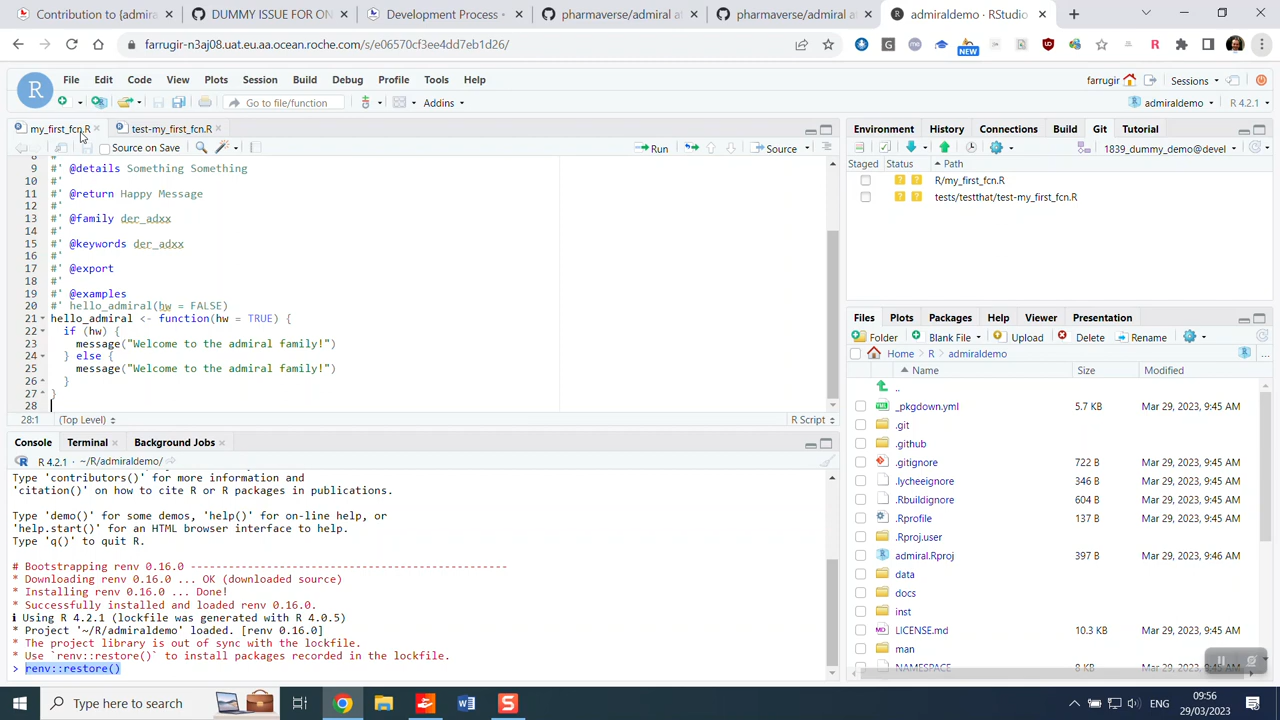 Contribution to {admira
DUMMY ISSUE FOR ON
Development Process •
pharmaverse/admiral at
pharmaverse/admiral at
admiraldemo - RStudio
farrugir-n3aj08.uat.eu.aa.ocean.roche.com/s/e06570cf3ee4dd7eb1d26/
NEW
R
File Edit Code View Plots Session Build Debug Profile Tools Help
farrugir
Sessions
Go to file/function
Addins
admiraldemo
R 4.2.1
my_first_fcn.R
test-my_first_fcn.R
Source on Save
Run
Source
8
9 #' @details Something Something
10 #'
11 #' @return Happy Message
12 #'
13 #' @family der_adxx
14 #'
15 #' @keywords der_adxx
16 #'
17 #' @export
18 #'
19 #' @examples
20 #' hello_admiral(hw = FALSE)
21 hello_admiral <- function(hw = TRUE) {
22 if (hw) {
23 message("Welcome to the admiral family!")
24 } else {
25 message("Welcome to the admiral family!")
26 }
27 }
28
28:1 (Top Level) R Script
Console Terminal Background Jobs
R 4.2.1 · ~/R/admiraldemo/
Type 'contributors()' for more information and
'citation()' on how to cite R or R packages in publications.
Type 'demo()' for some demos, 'help()' for on-line help, or
'help.start()' for an HTML browser interface to help.
Type 'q()' to quit R.
# Bootstrapping renv 0.16.0 --------------------------------------------------
* Downloading renv 0.16.0 ... OK (downloaded source)
* Installing renv 0.16.0 ... Done!
* Successfully installed and loaded renv 0.16.0.
ℹ Using R 4.2.1 (lockfile was generated with R 4.0.5)
* Project '~/R/admiraldemo' loaded. [renv 0.16.0]
* The project library is out of sync with the lockfile.
* Use `renv::restore()` to install packages recorded in the lockfile.
> renv::restore()
Environment History Connections Build Git Tutorial
1839_dummy_demo@devel
Staged Status Path
R/my_first_fcn.R
tests/testthat/test-my_first_fcn.R
Files Plots Packages Help Viewer Presentation
Folder Blank File Upload Delete Rename
Home R admiraldemo
Name Size Modified
..
_pkgdown.yml 5.7 KB Mar 29, 2023, 9:45 AM
.git
.github
.gitignore 722 B Mar 29, 2023, 9:45 AM
.lycheeignore 346 B Mar 29, 2023, 9:45 AM
.Rbuildignore 604 B Mar 29, 2023, 9:45 AM
.Rprofile 137 B Mar 29, 2023, 9:45 AM
.Rproj.user
admiral.Rproj 397 B Mar 29, 2023, 9:46 AM
data
docs
inst
LICENSE.md 10.3 KB Mar 29, 2023, 9:45 AM
man
NAMESPACE 8 KB Mar 29, 2023, 9:45 AM
Type here to search
ENG
09:56
29/03/2023